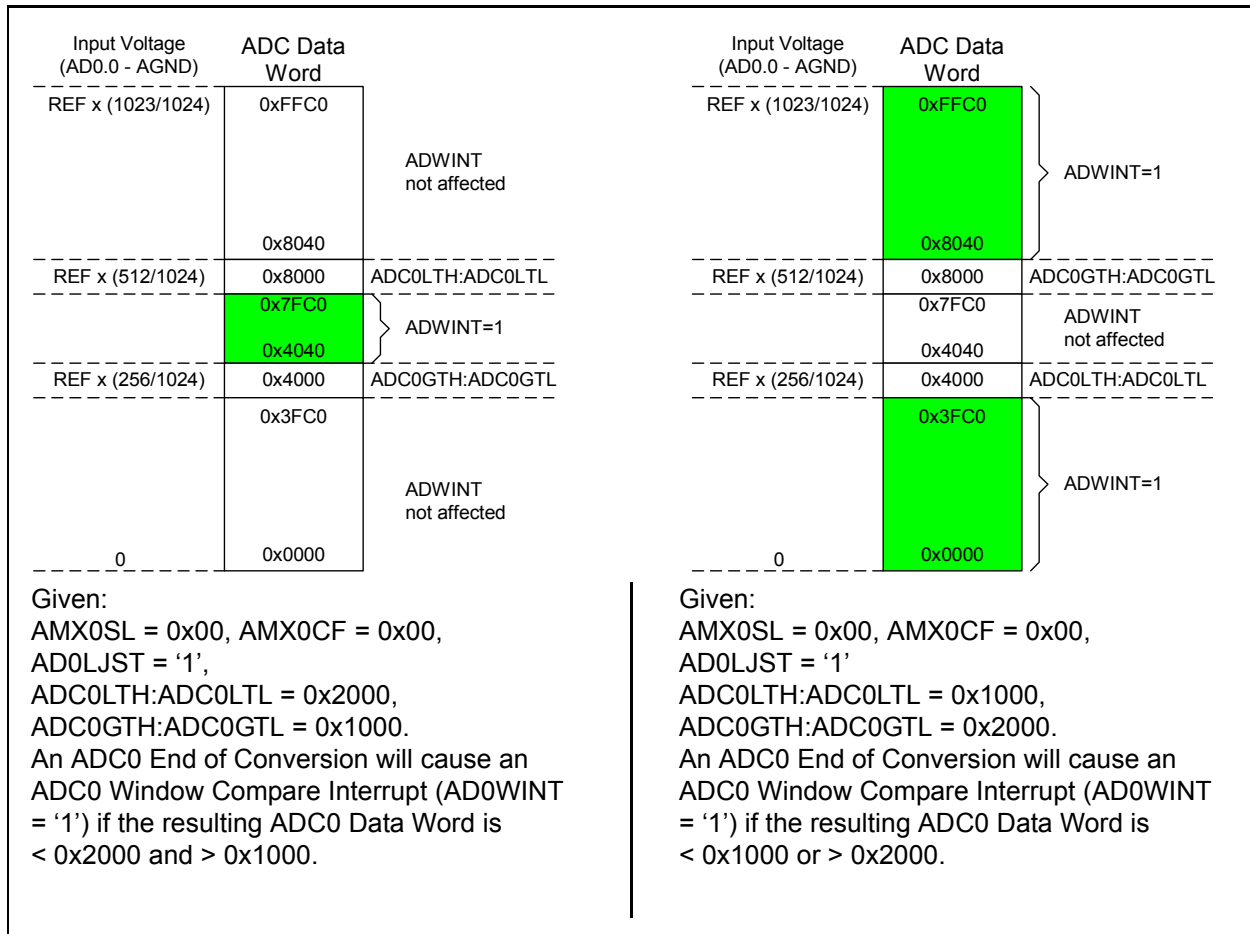 Input Voltage
(AD0.0 - AGND)
ADC Data
Word
REF x (1023/1024)
0xFFC0
ADWINT
not affected
0x8040
REF x (512/1024)
0x8000
ADC0LTH:ADC0LTL
0x7FC0
ADWINT=1
0x4040
REF x (256/1024)
0x4000
ADC0GTH:ADC0GTL
0x3FC0
ADWINT
not affected
0
0x0000
Given:
AMX0SL = 0x00, AMX0CF = 0x00,
AD0LJST = ‘1’,
ADC0LTH:ADC0LTL = 0x2000,
ADC0GTH:ADC0GTL = 0x1000.
An ADC0 End of Conversion will cause an
ADC0 Window Compare Interrupt (AD0WINT
= ‘1’) if the resulting ADC0 Data Word is
< 0x2000 and > 0x1000.
Input Voltage
(AD0.0 - AGND)
ADC Data
Word
REF x (1023/1024)
0xFFC0
ADWINT=1
0x8040
REF x (512/1024)
0x8000
ADC0GTH:ADC0GTL
0x7FC0
ADWINT
not affected
0x4040
REF x (256/1024)
0x4000
ADC0LTH:ADC0LTL
0x3FC0
ADWINT=1
0
0x0000
Given:
AMX0SL = 0x00, AMX0CF = 0x00,
AD0LJST = ‘1’
ADC0LTH:ADC0LTL = 0x1000,
ADC0GTH:ADC0GTL = 0x2000.
An ADC0 End of Conversion will cause an
ADC0 Window Compare Interrupt (AD0WINT
= ‘1’) if the resulting ADC0 Data Word is
< 0x1000 or > 0x2000.